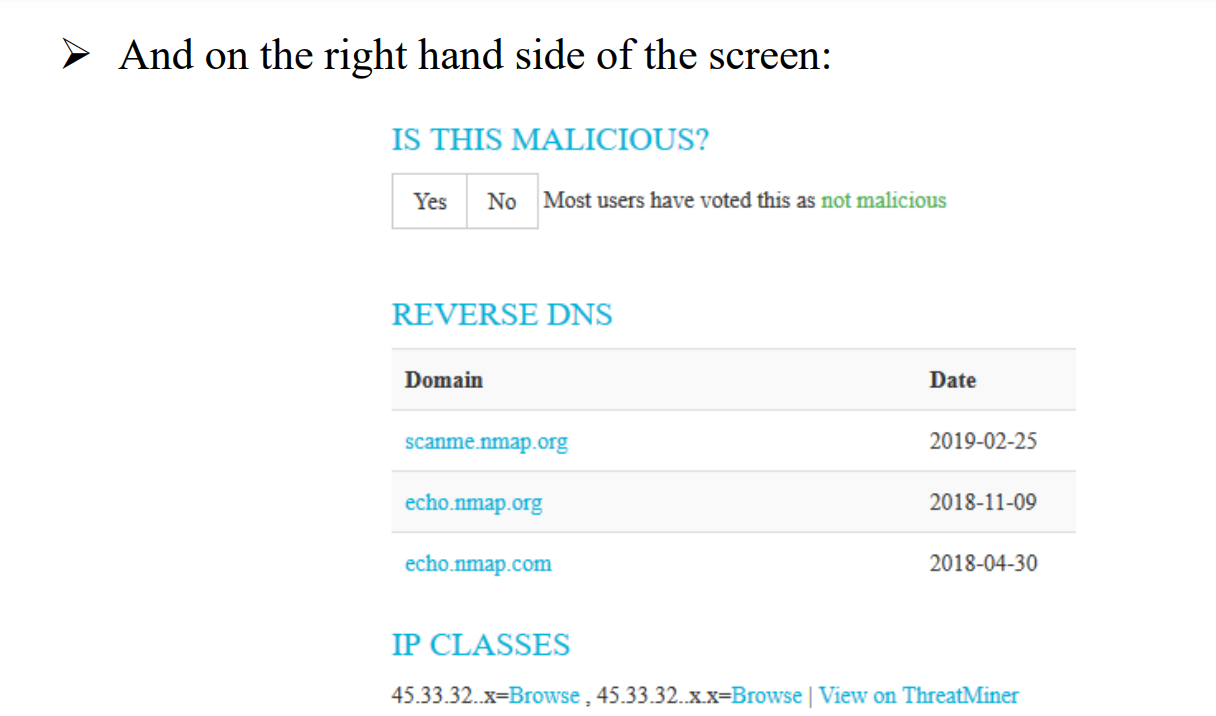 ➢ And on the right hand side of the screen:
IS THIS MALICIOUS?
Yes No Most users have voted this as not malicious
REVERSE DNS
Domain Date
scanme.nmap.org 2019-02-25
echo.nmap.org 2018-11-09
echo.nmap.com 2018-04-30
IP CLASSES
45.33.32..x=Browse , 45.33.32..x.x=Browse | View on ThreatMiner